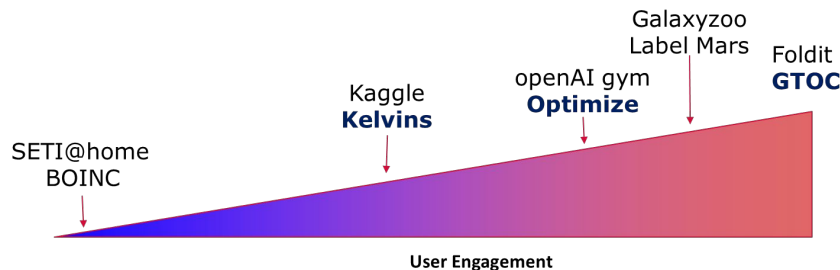 SETI@home
BOINC
Kaggle
Kelvins
openAI gym
Optimize
Galaxyzoo
Label Mars
Foldit
GTOC
User Engagement